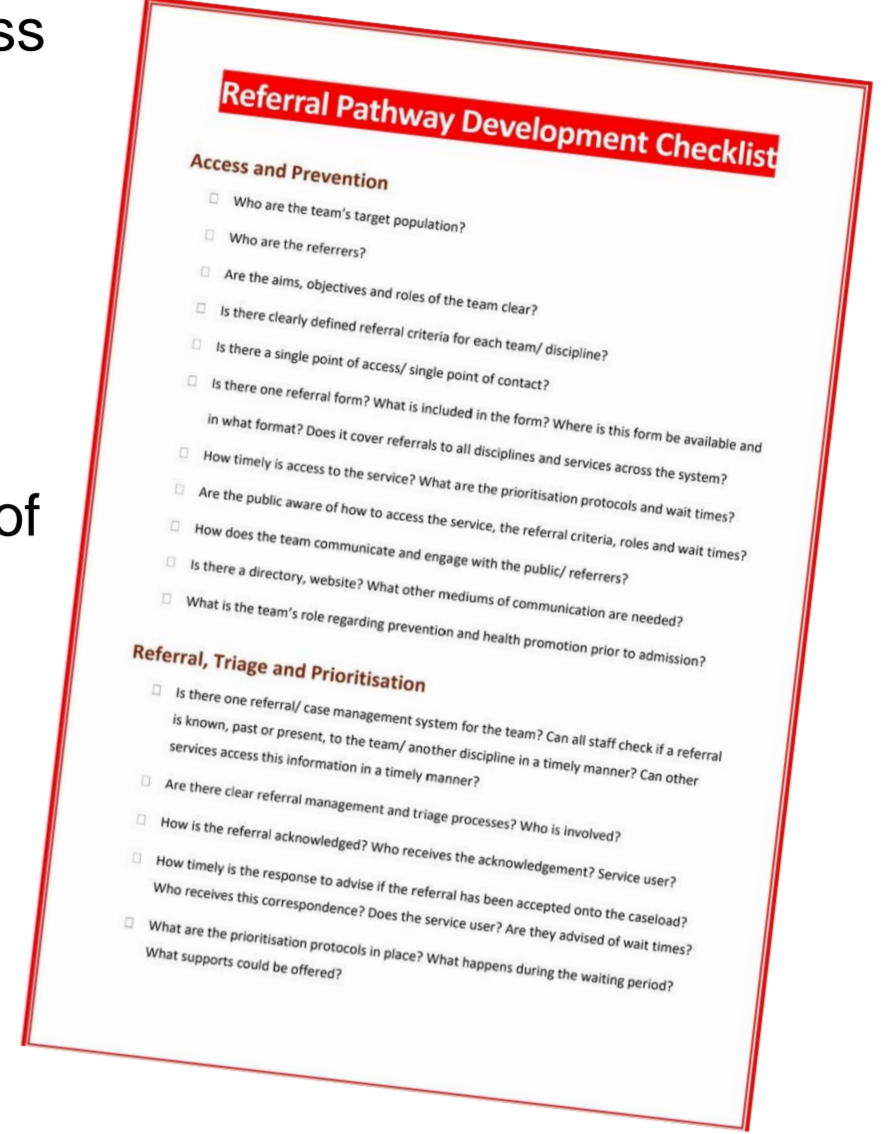 ss
of
Referral Pathway Development Checklist
Access and Prevention
Who are the team's target population?
Who are the referrers?
Are the aims, objectives and roles of the team clear?
Is there clearly defined referral criteria for each team/ discipline?
Is there a single point of access/ single point of contact?
Is there one referral form? What is included in the form? Where is this form be available and
in what format? Does it cover referrals to all disciplines and services across the system?
How timely is access to the service? What are the prioritisation protocols and wait times?
Are the public aware of how to access the service, the referral criteria, roles and wait times?
How does the team communicate and engage with the public/ referrers?
Is there a directory, website? What other mediums of communication are needed?
What is the team's role regarding prevention and health promotion prior to admission?
Referral, Triage and Prioritisation
Is there one referral/ case management system for the team? Can all staff check if a referral
is known, past or present, to the team/ another discipline in a timely manner? Can other
services access this information in a timely manner?
Are there clear referral management and triage processes? Who is involved?
How is the referral acknowledged? Who receives the acknowledgement? Service user?
How timely is the response to advise if the referral has been accepted onto the caseload?
Who receives this correspondence? Does the service user? Are they advised of wait times?
What are the prioritisation protocols in place? What happens during the waiting period?
What supports could be offered?